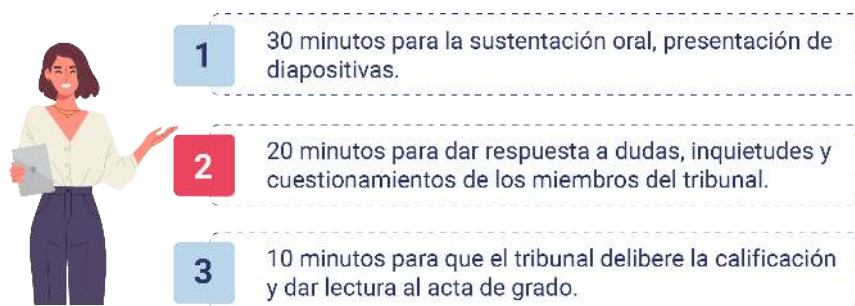 1
30 minutos para la sustentación oral, presentación de
diapositivas.
2
20 minutos para dar respuesta a dudas, inquietudes y
cuestionamientos de los miembros del tribunal.
3
10 minutos para que el tribunal delibere la calificación
y dar lectura al acta de grado.